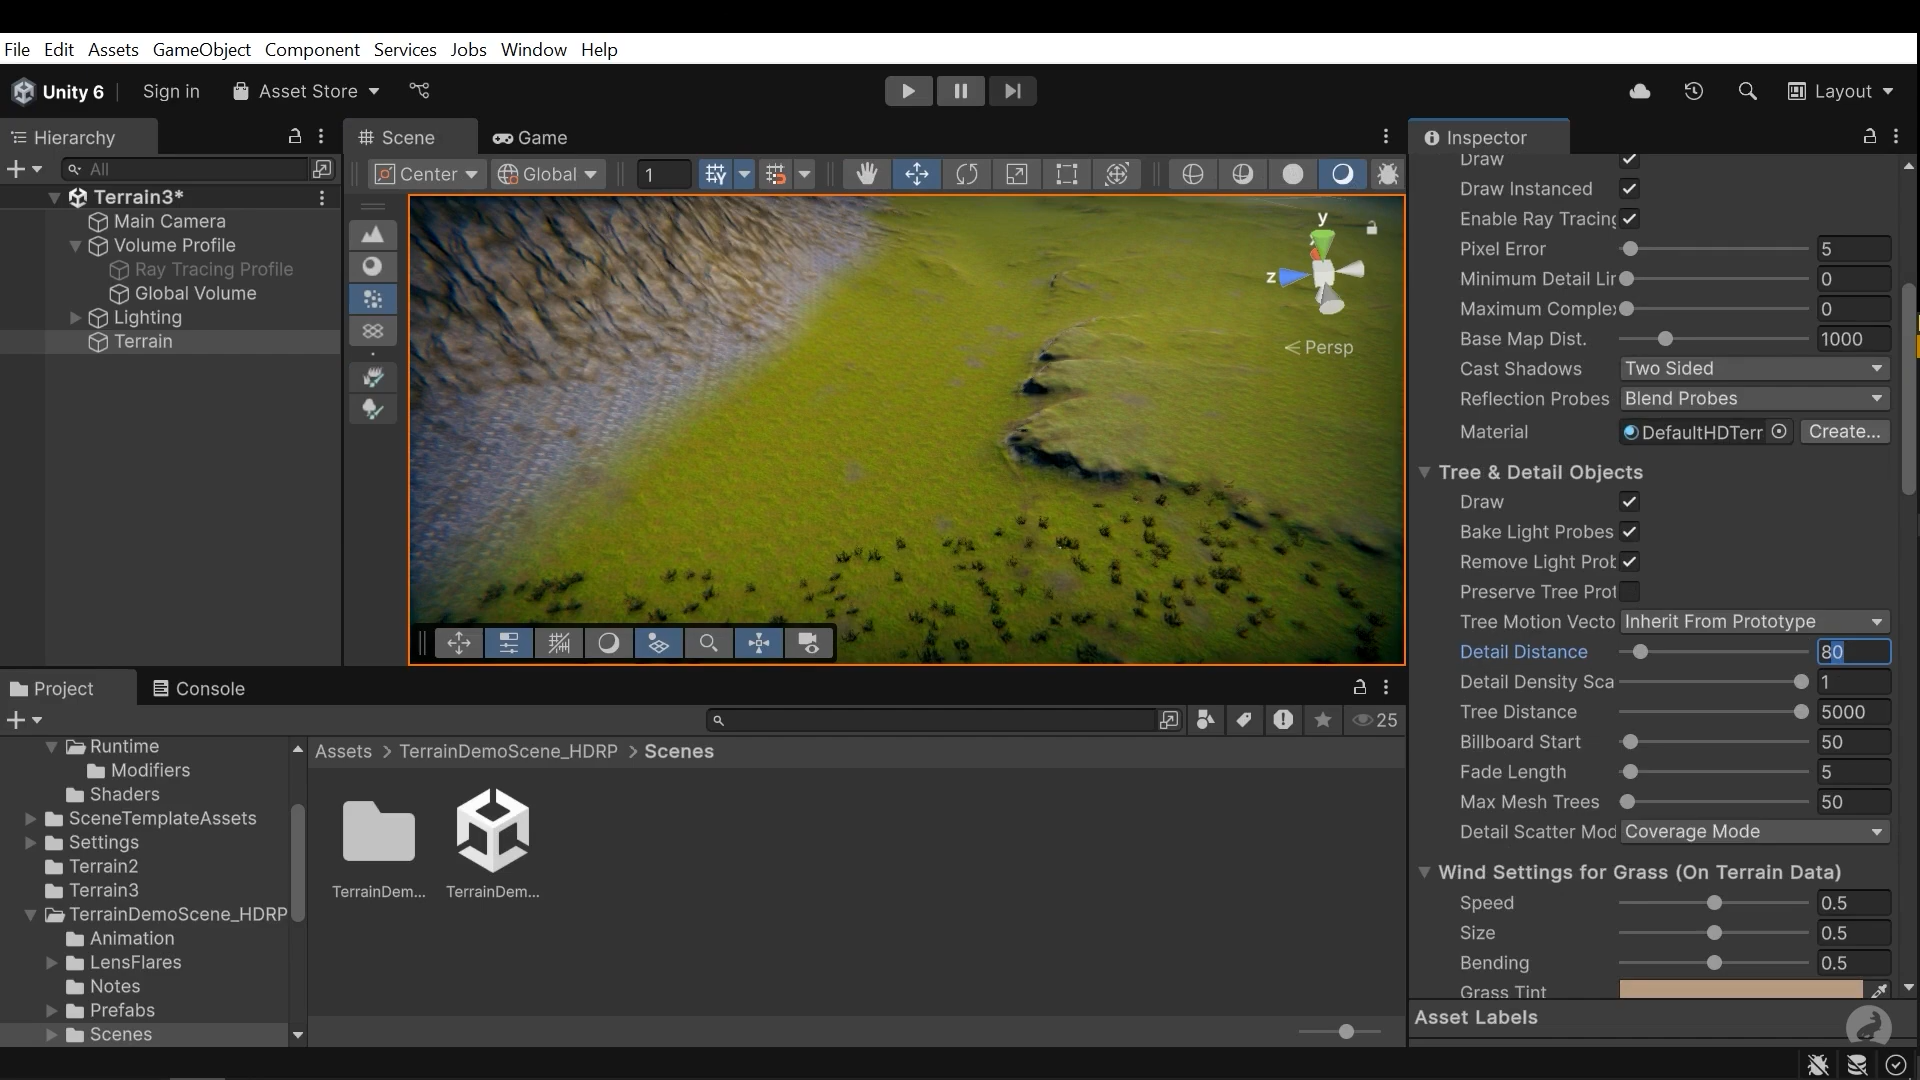 File Edit Assets GameObject Component Services Jobs Window Help
Unity 6 Sign in Asset Store Layout
Hierarchy
All
Terrain3*
Main Camera
Volume Profile
Ray Tracing Profile
Global Volume
Lighting
Terrain
Scene Game
Center Global 1
y
z
Persp
Inspector
Draw
Draw Instanced
Enable Ray Tracing
Pixel Error 5
Minimum Detail Lir 0
Maximum Comple 0
Base Map Dist. 1000
Cast Shadows Two Sided
Reflection Probes Blend Probes
Material DefaultHDTerr Create...
Tree & Detail Objects
Draw
Bake Light Probes
Remove Light Prob
Preserve Tree Prot
Tree Motion Vecto Inherit From Prototype
Detail Distance 80
Detail Density Sca 1
Tree Distance 5000
Billboard Start 50
Fade Length 5
Max Mesh Trees 50
Detail Scatter Mod Coverage Mode
Wind Settings for Grass (On Terrain Data)
Speed 0.5
Size 0.5
Bending 0.5
Grass Tint
Asset Labels
Project Console
25
Runtime
Modifiers
Shaders
SceneTemplateAssets
Settings
Terrain2
Terrain3
TerrainDemoScene_HDRP
Animation
LensFlares
Notes
Prefabs
Scenes
Assets > TerrainDemoScene_HDRP > Scenes
TerrainDem... TerrainDem...